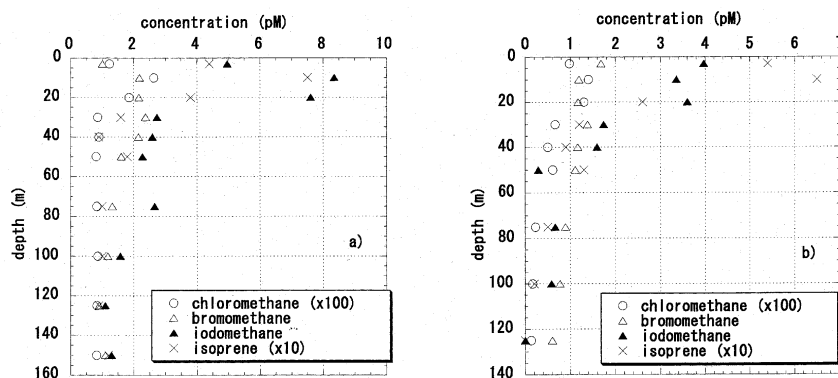 concentration (pM)
0 2 4 6 8 10
0
20
40
60
80
100
120
140
160
depth (m)
a)
chloromethane (x100)
bromomethane
iodomethane
isoprene (x10)
concentration (pM)
0 1 2 3 4 5 6 7
0
20
40
60
80
100
120
140
depth (m)
b)
chloromethane (x100)
bromomethane
iodomethane
isoprene (x10)